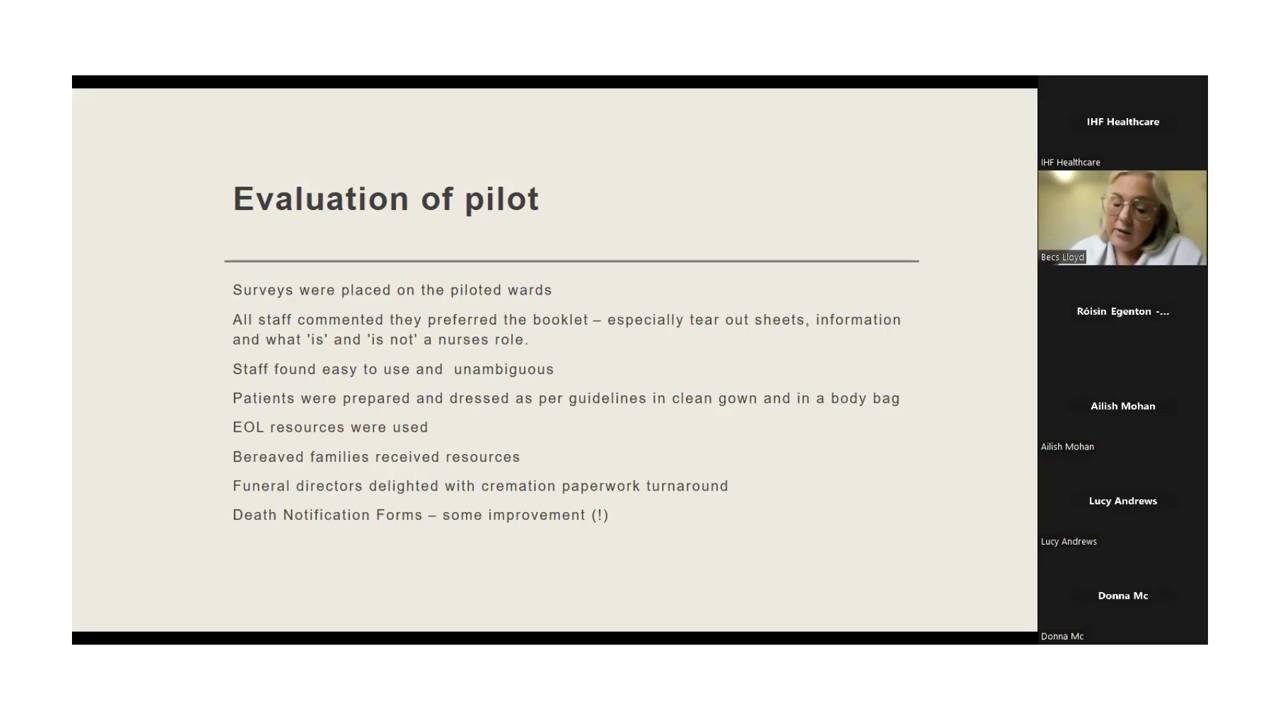 Evaluation of pilot
Surveys were placed on the piloted wards
All staff commented they preferred the booklet – especially tear out sheets, information
and what 'is' and 'is not' a nurses role.
Staff found easy to use and  unambiguous
Patients were prepared and dressed as per guidelines in clean gown and in a body bag
EOL resources were used
Bereaved families received resources
Funeral directors delighted with cremation paperwork turnaround
Death Notification Forms – some improvement (!)
IHF Healthcare
IHF Healthcare
Becs Lloyd
Róisín Egenton -...
Ailish Mohan
Ailish Mohan
Lucy Andrews
Lucy Andrews
Donna Mc
Donna Mc